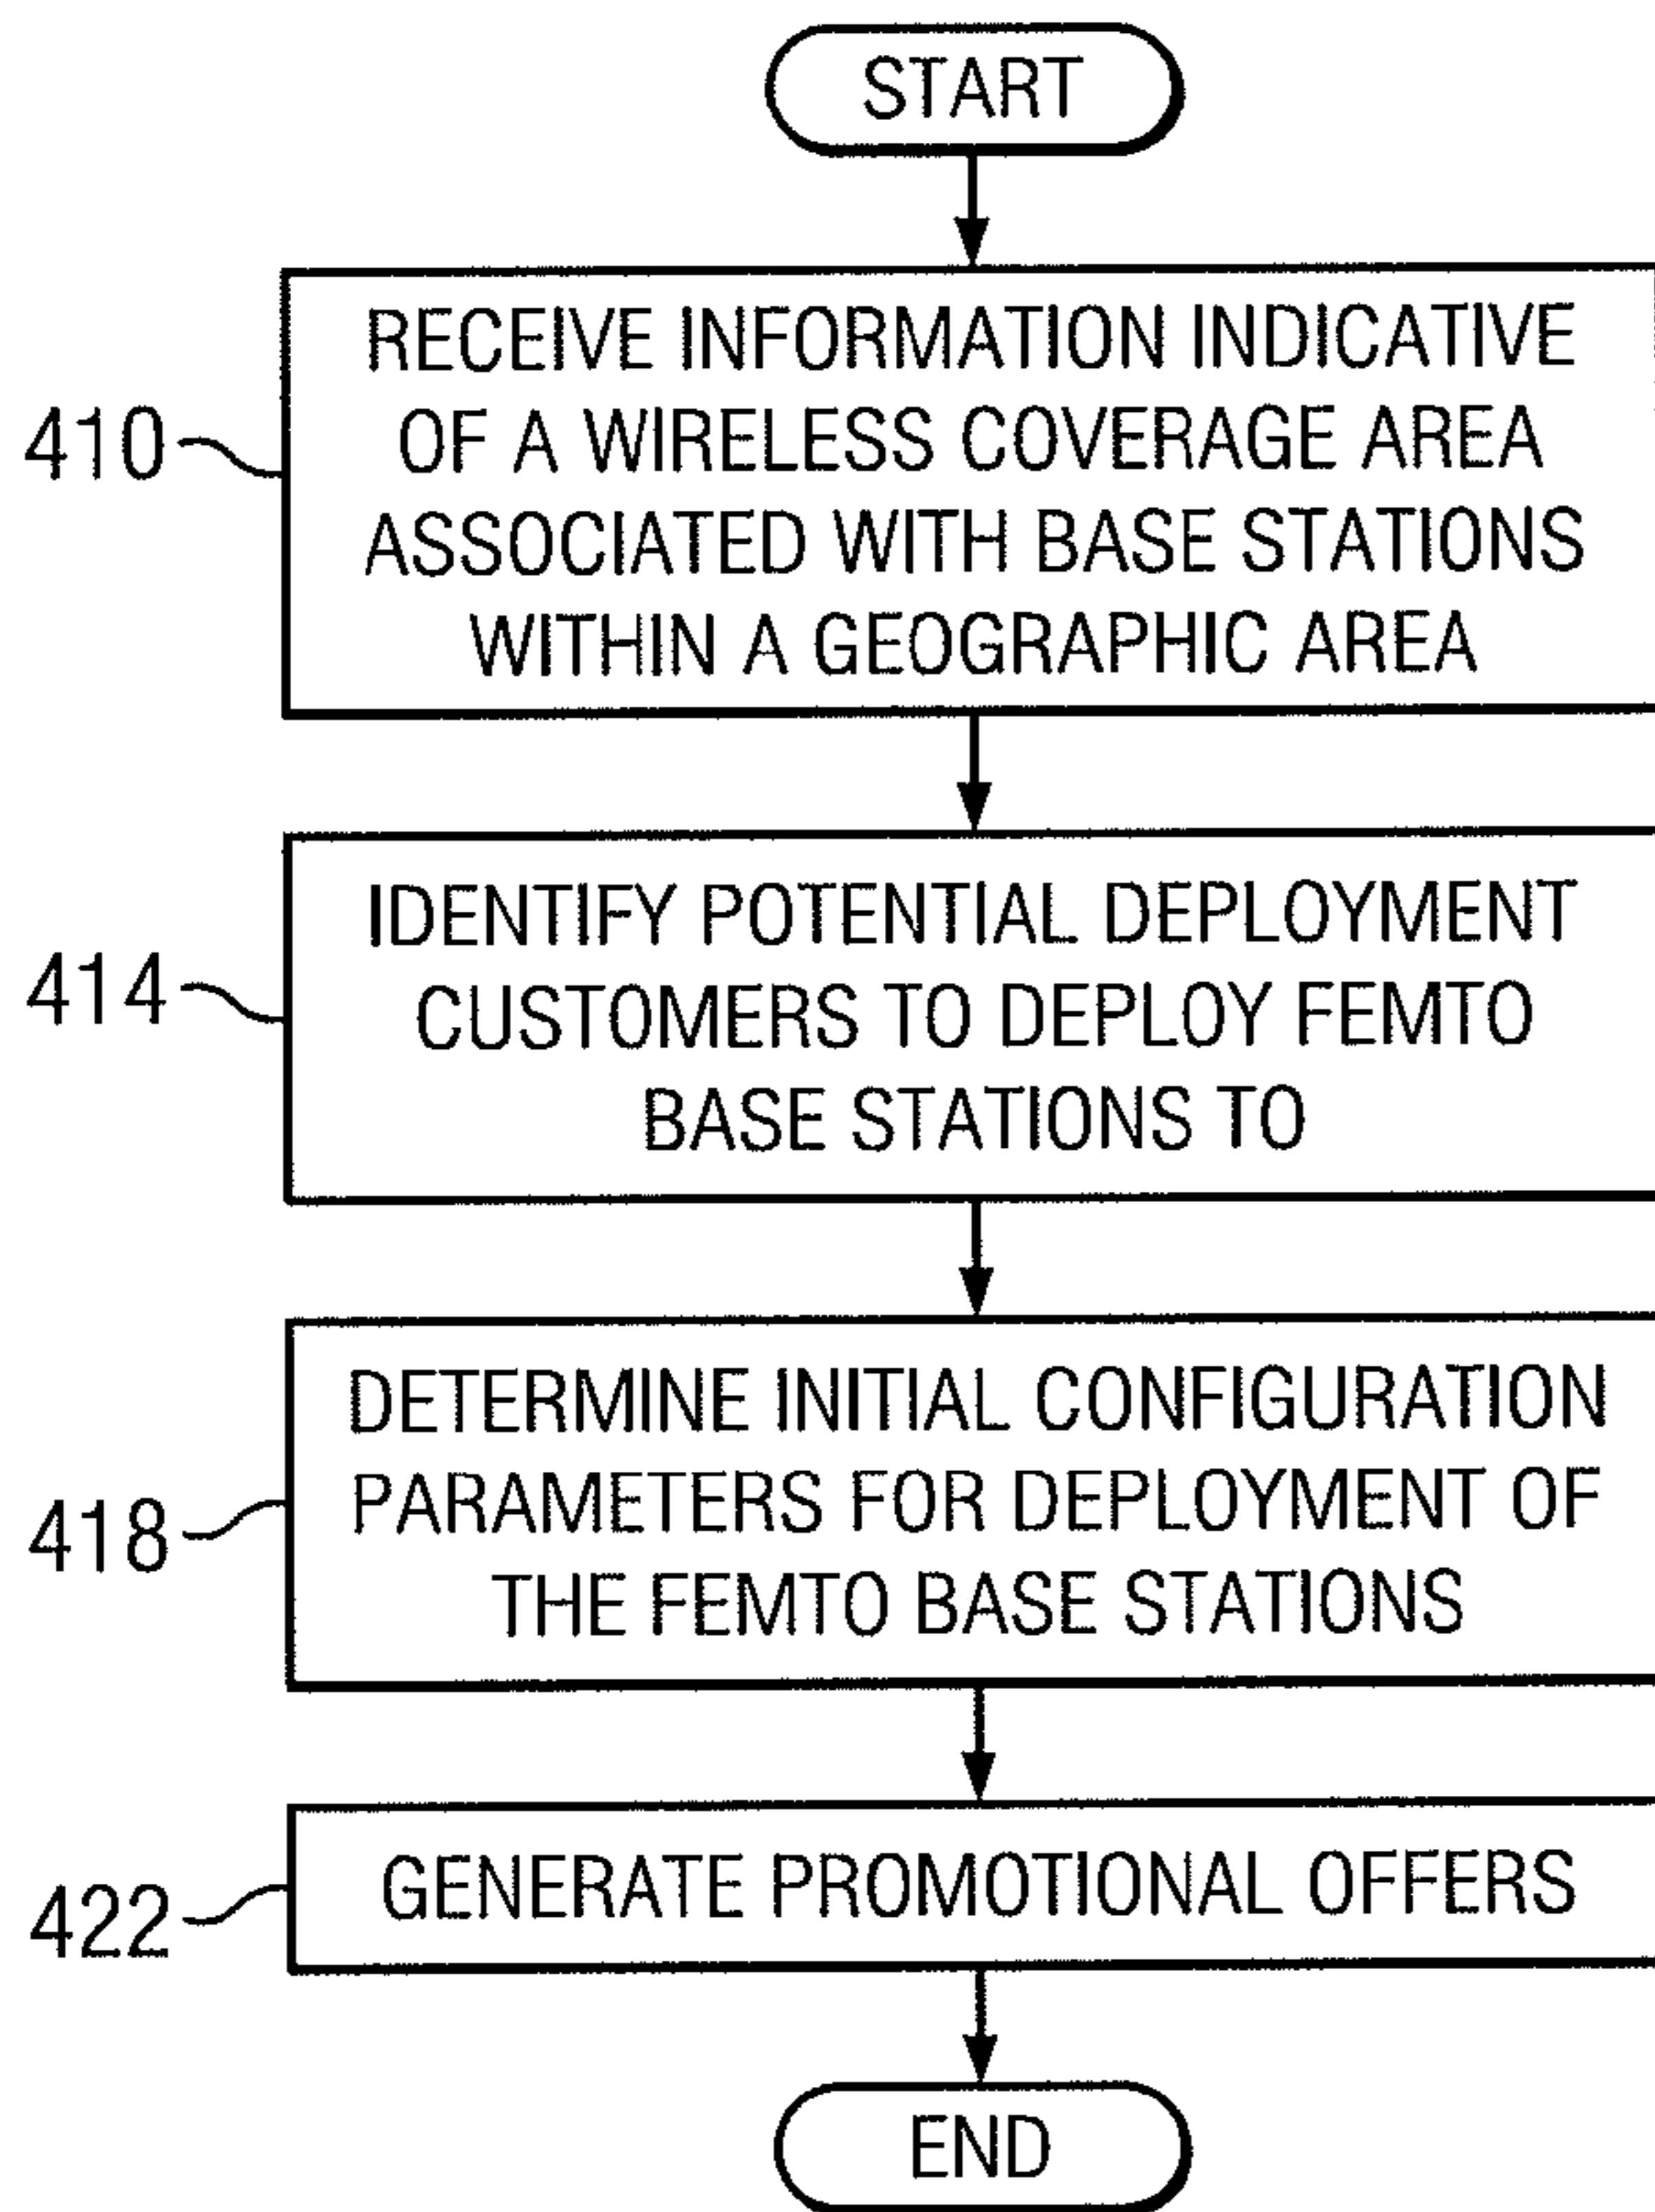 START
RECEIVE INFORMATION INDICATIVE
OF A WIRELESS COVERAGE AREA
ASSOCIATED WITH BASE STATIONS
WITHIN A GEOGRAPHIC AREA
410
IDENTIFY POTENTIAL DEPLOYMENT
CUSTOMERS TO DEPLOY FEMTO
BASE STATIONS TO
414
DETERMINE INITIAL CONFIGURATION
PARAMETERS FOR DEPLOYMENT OF
THE FEMTO BASE STATIONS
418
GENERATE PROMOTIONAL OFFERS
422
END